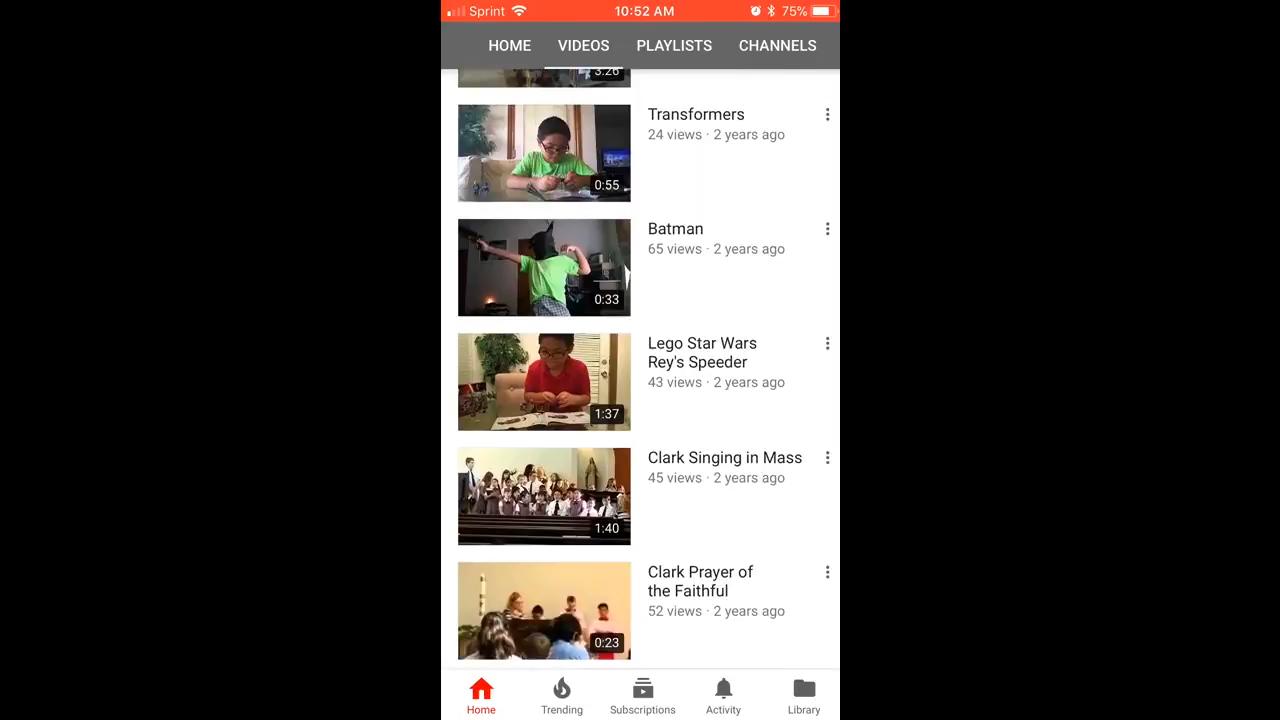 Sprint 10:52 AM 75%
HOME VIDEOS PLAYLISTS CHANNELS
3:26
Transformers
24 views · 2 years ago
0:55
Batman
65 views · 2 years ago
0:33
Lego Star Wars
Rey's Speeder
43 views · 2 years ago
1:37
Clark Singing in Mass
45 views · 2 years ago
1:40
Clark Prayer of
the Faithful
52 views · 2 years ago
0:23
Home Trending Subscriptions Activity Library